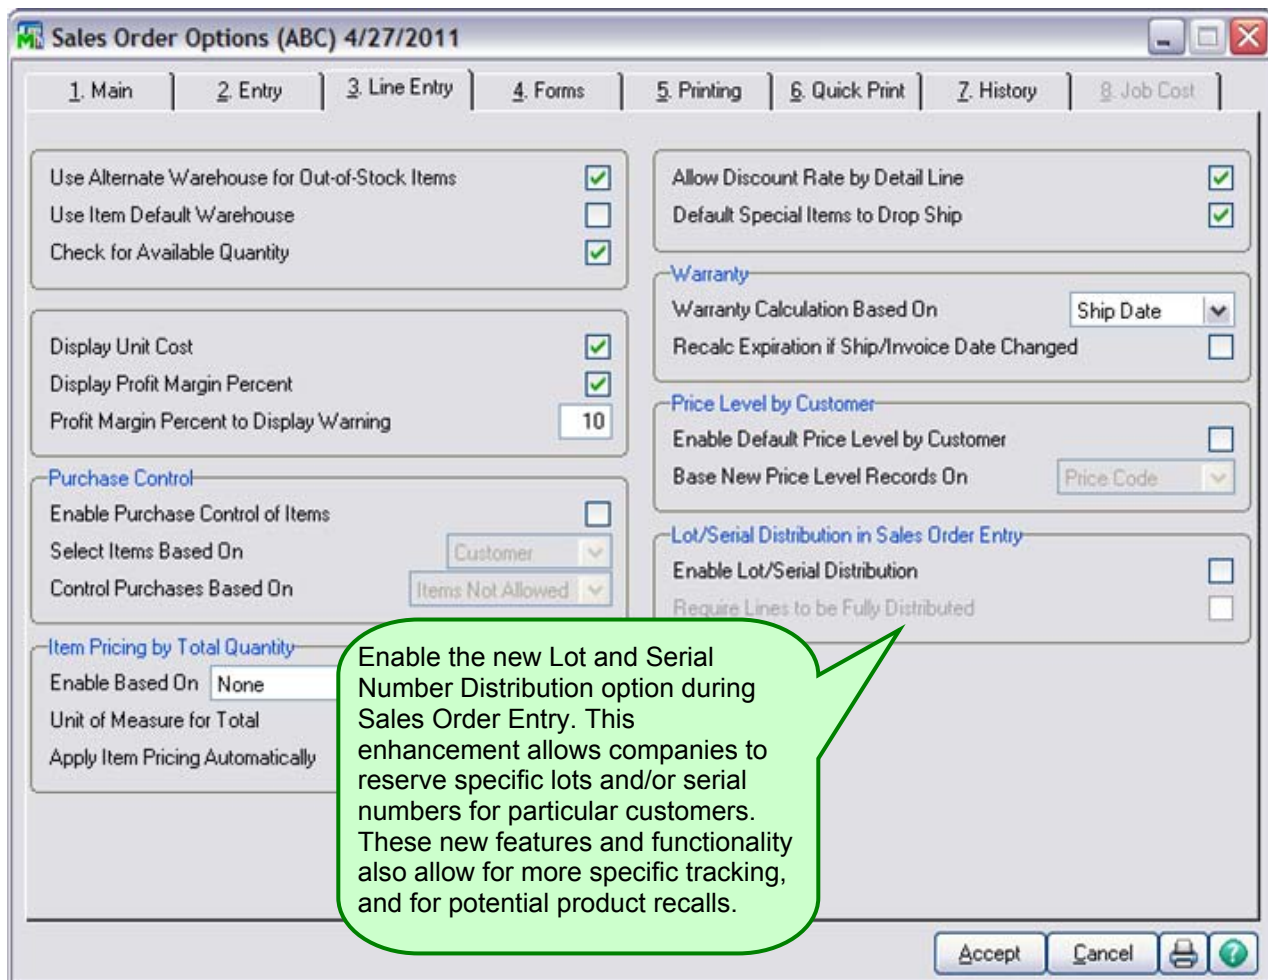 Sales Order Options (ABC) 4/27/2011
1. Main 2. Entry 3. Line Entry 4. Forms 5. Printing 6. Quick Print 7. History 8. Job Cost
Use Alternate Warehouse for Out-of-Stock Items
Use Item Default Warehouse
Check for Available Quantity
Display Unit Cost
Display Profit Margin Percent
Profit Margin Percent to Display Warning 10
Purchase Control
Enable Purchase Control of Items
Select Items Based On Customer
Control Purchases Based On Items Not Allowed
Item Pricing by Total Quantity
Enable Based On None
Unit of Measure for Total
Apply Item Pricing Automatically
Allow Discount Rate by Detail Line
Default Special Items to Drop Ship
Warranty
Warranty Calculation Based On Ship Date
Recalc Expiration if Ship/Invoice Date Changed
Price Level by Customer
Enable Default Price Level by Customer
Base New Price Level Records On Price Code
Lot/Serial Distribution in Sales Order Entry
Enable Lot/Serial Distribution
Require Lines to be Fully Distributed
Enable the new Lot and Serial
Number Distribution option during
Sales Order Entry. This
enhancement allows companies to
reserve specific lots and/or serial
numbers for particular customers.
These new features and functionality
also allow for more specific tracking,
and for potential product recalls.
Accept Cancel